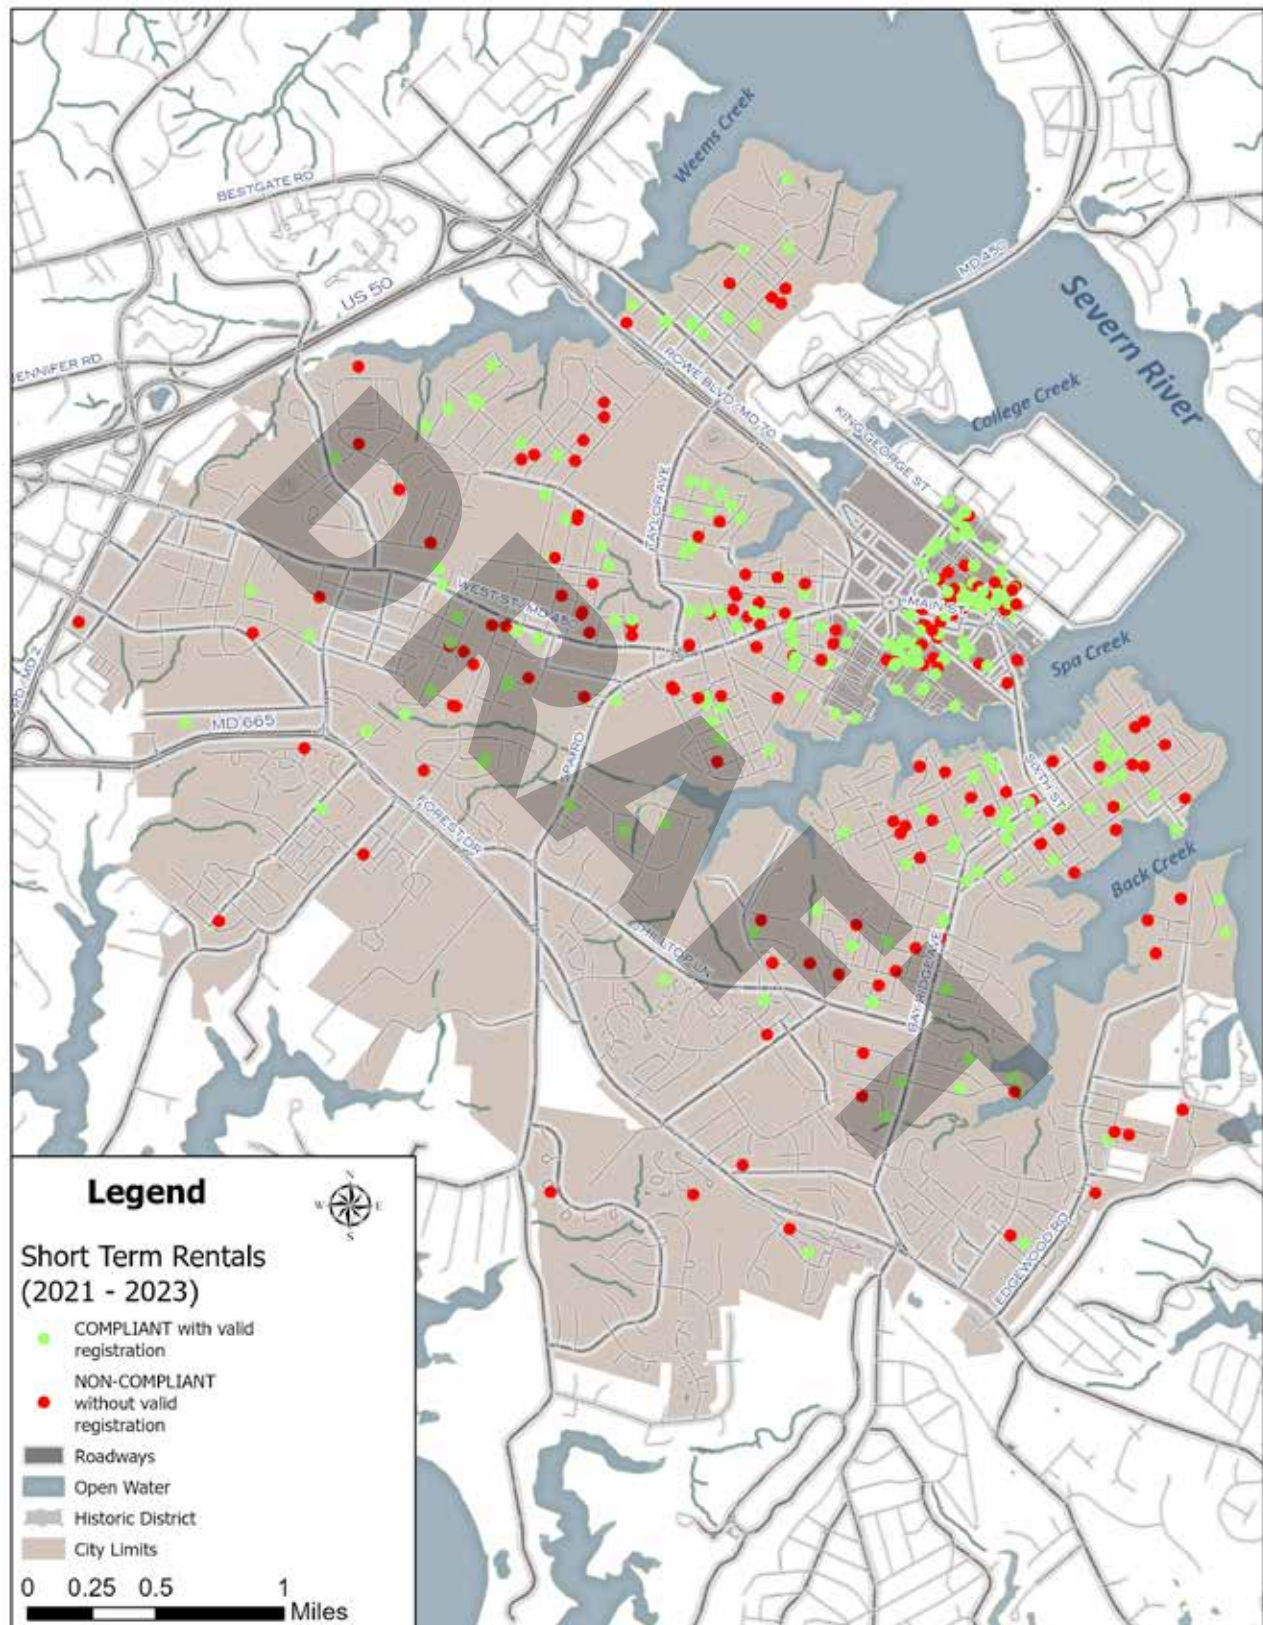 Weems Creek
BESTGATE RD
US 50
MD 450
Severn River
JENNIFER RD
ROWE BLVD/MD 70
College Creek
KING GEORGE ST
TAYLOR AVE
WEST ST/MD 450
MAIN ST
Spa Creek
RD/MD 2
MD 665
SPA RD
SIXTH ST
FOREST DR
Back Creek
HILLTOP LN
BAY RIDGE AVE
EDGEWOOD RD
DRAFT
Legend
N
W E
S
Short Term Rentals
(2021 - 2023)
COMPLIANT with valid
registration
NON-COMPLIANT
without valid
registration
Roadways
Open Water
Historic District
City Limits
0 0.25 0.5 1
Miles